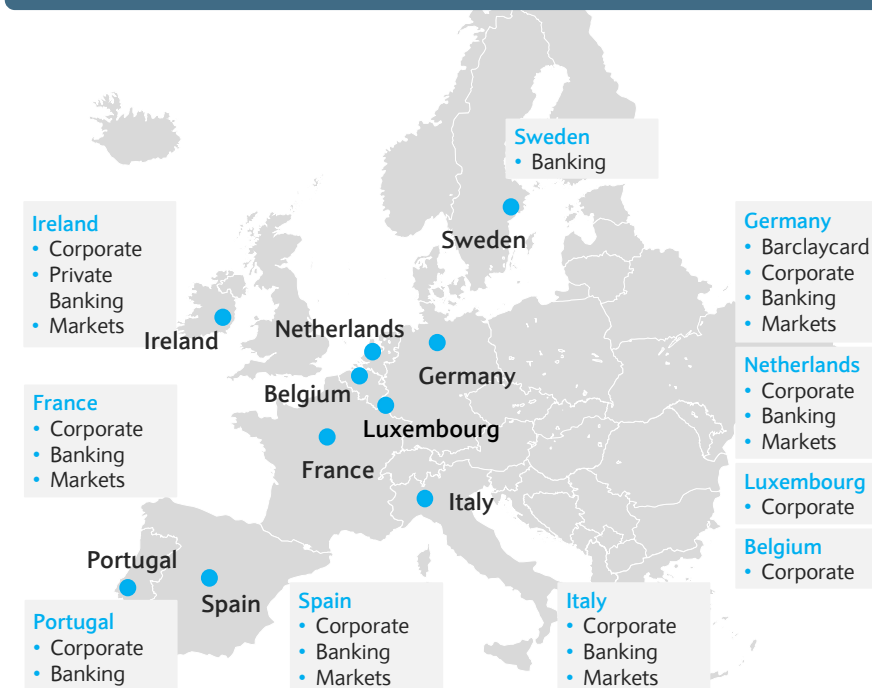 Sweden
• Banking
Ireland
• Corporate
• Private
Banking
• Markets
Germany
• Barclaycard
• Corporate
• Banking
• Markets
Sweden
Ireland
Netherlands
Germany
Belgium
Luxembourg
France
Italy
Portugal
Spain
Netherlands
• Corporate
• Banking
• Markets
France
• Corporate
• Banking
• Markets
Luxembourg
• Corporate
Belgium
• Corporate
Portugal
• Corporate
• Banking
Spain
• Corporate
• Banking
• Markets
Italy
• Corporate
• Banking
• Markets